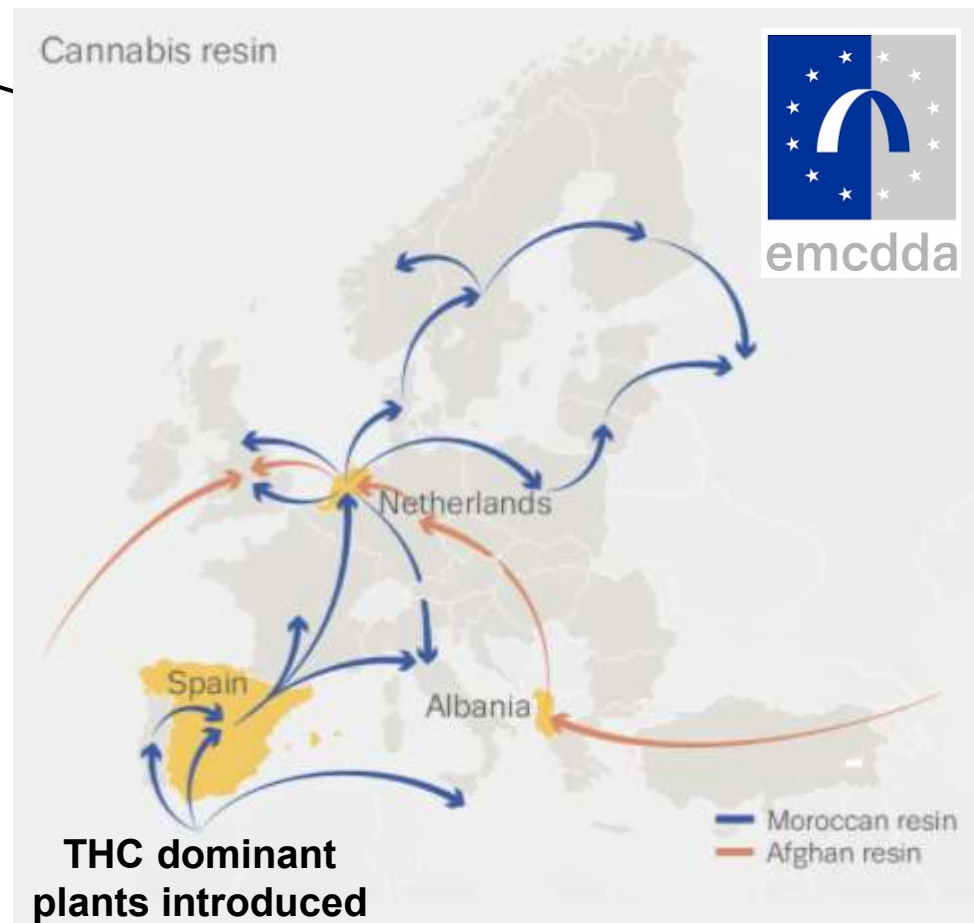 Cannabis resin
emcdda
Netherlands
Spain
Albania
Moroccan resin
Afghan resin
THC dominant
plants introduced